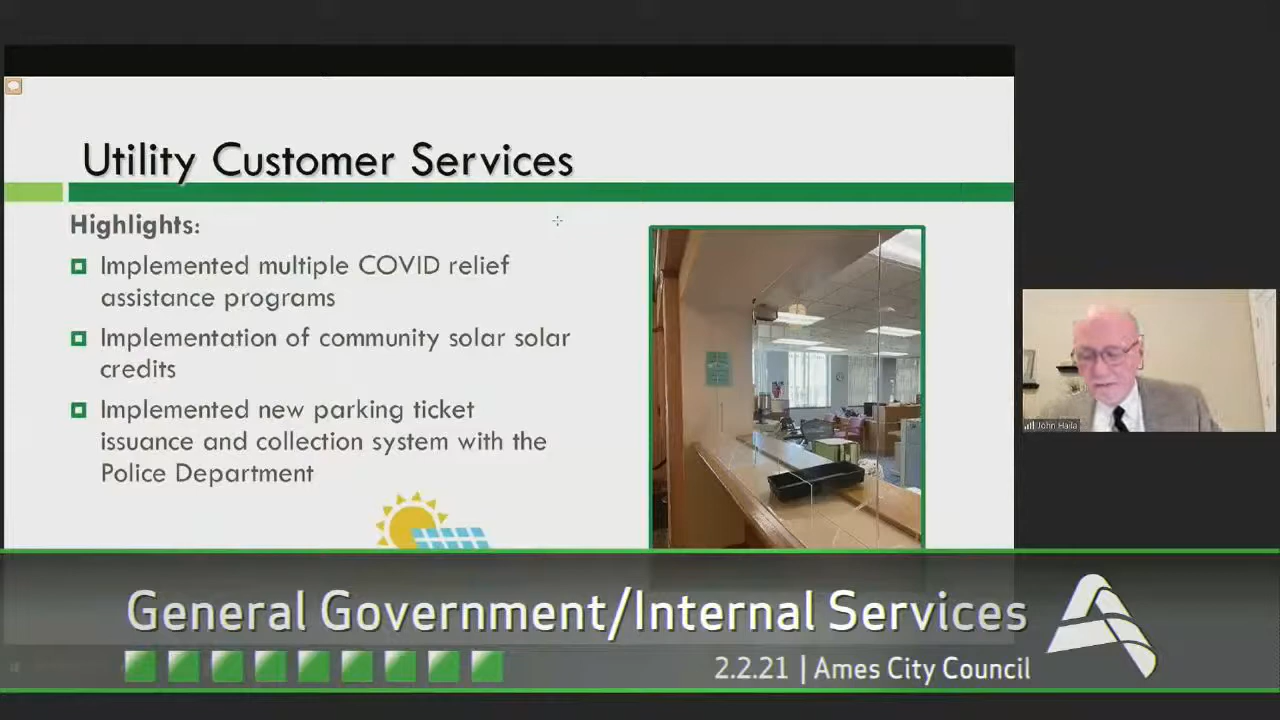 Utility Customer Services
Highlights:
Implemented multiple COVID relief
assistance programs
Implementation of community solar solar
credits
Implemented new parking ticket
issuance and collection system with the
Police Department
John Haila
General Government/Internal Services
2.2.21 | Ames City Council